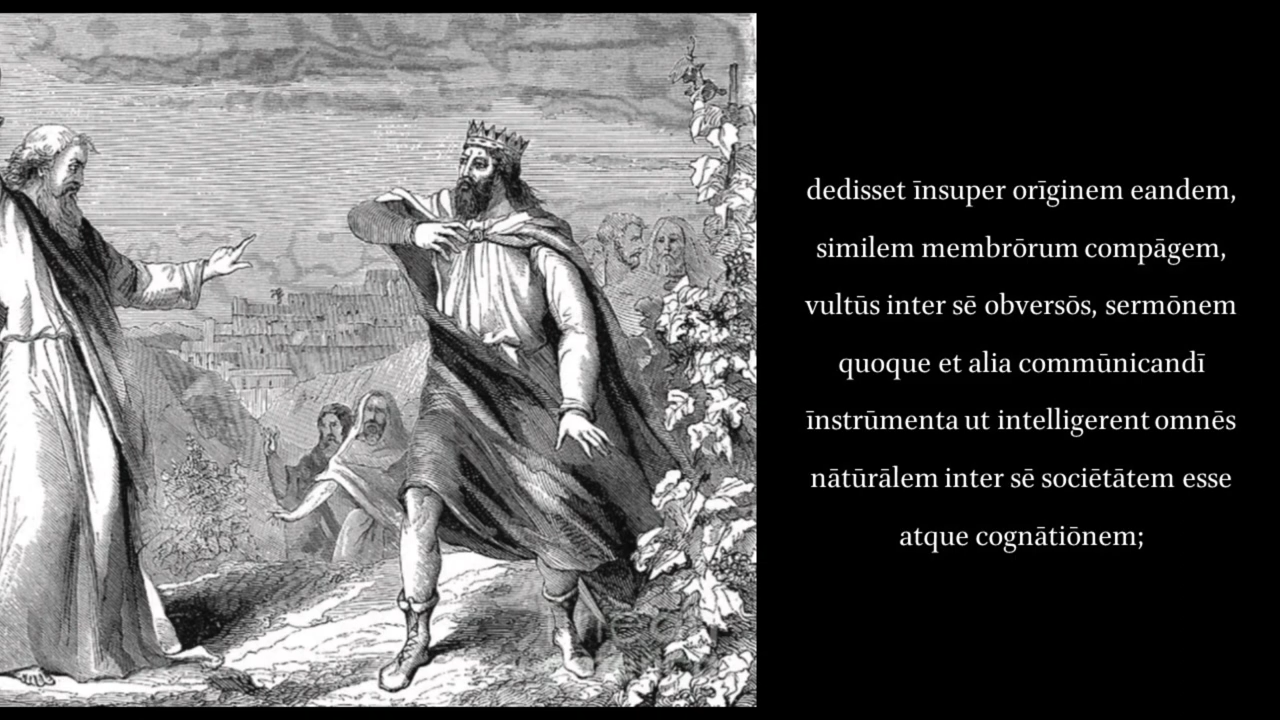 dedisset īnsuper orīginem eandem,
similem membrōrum compāgem,
vultūs inter sē obversōs, sermōnem
quoque et alia commūnicandī
īnstrūmenta ut intelligerent omnēs
nātūrālem inter sē sociētātem esse
atque cognātiōnem;